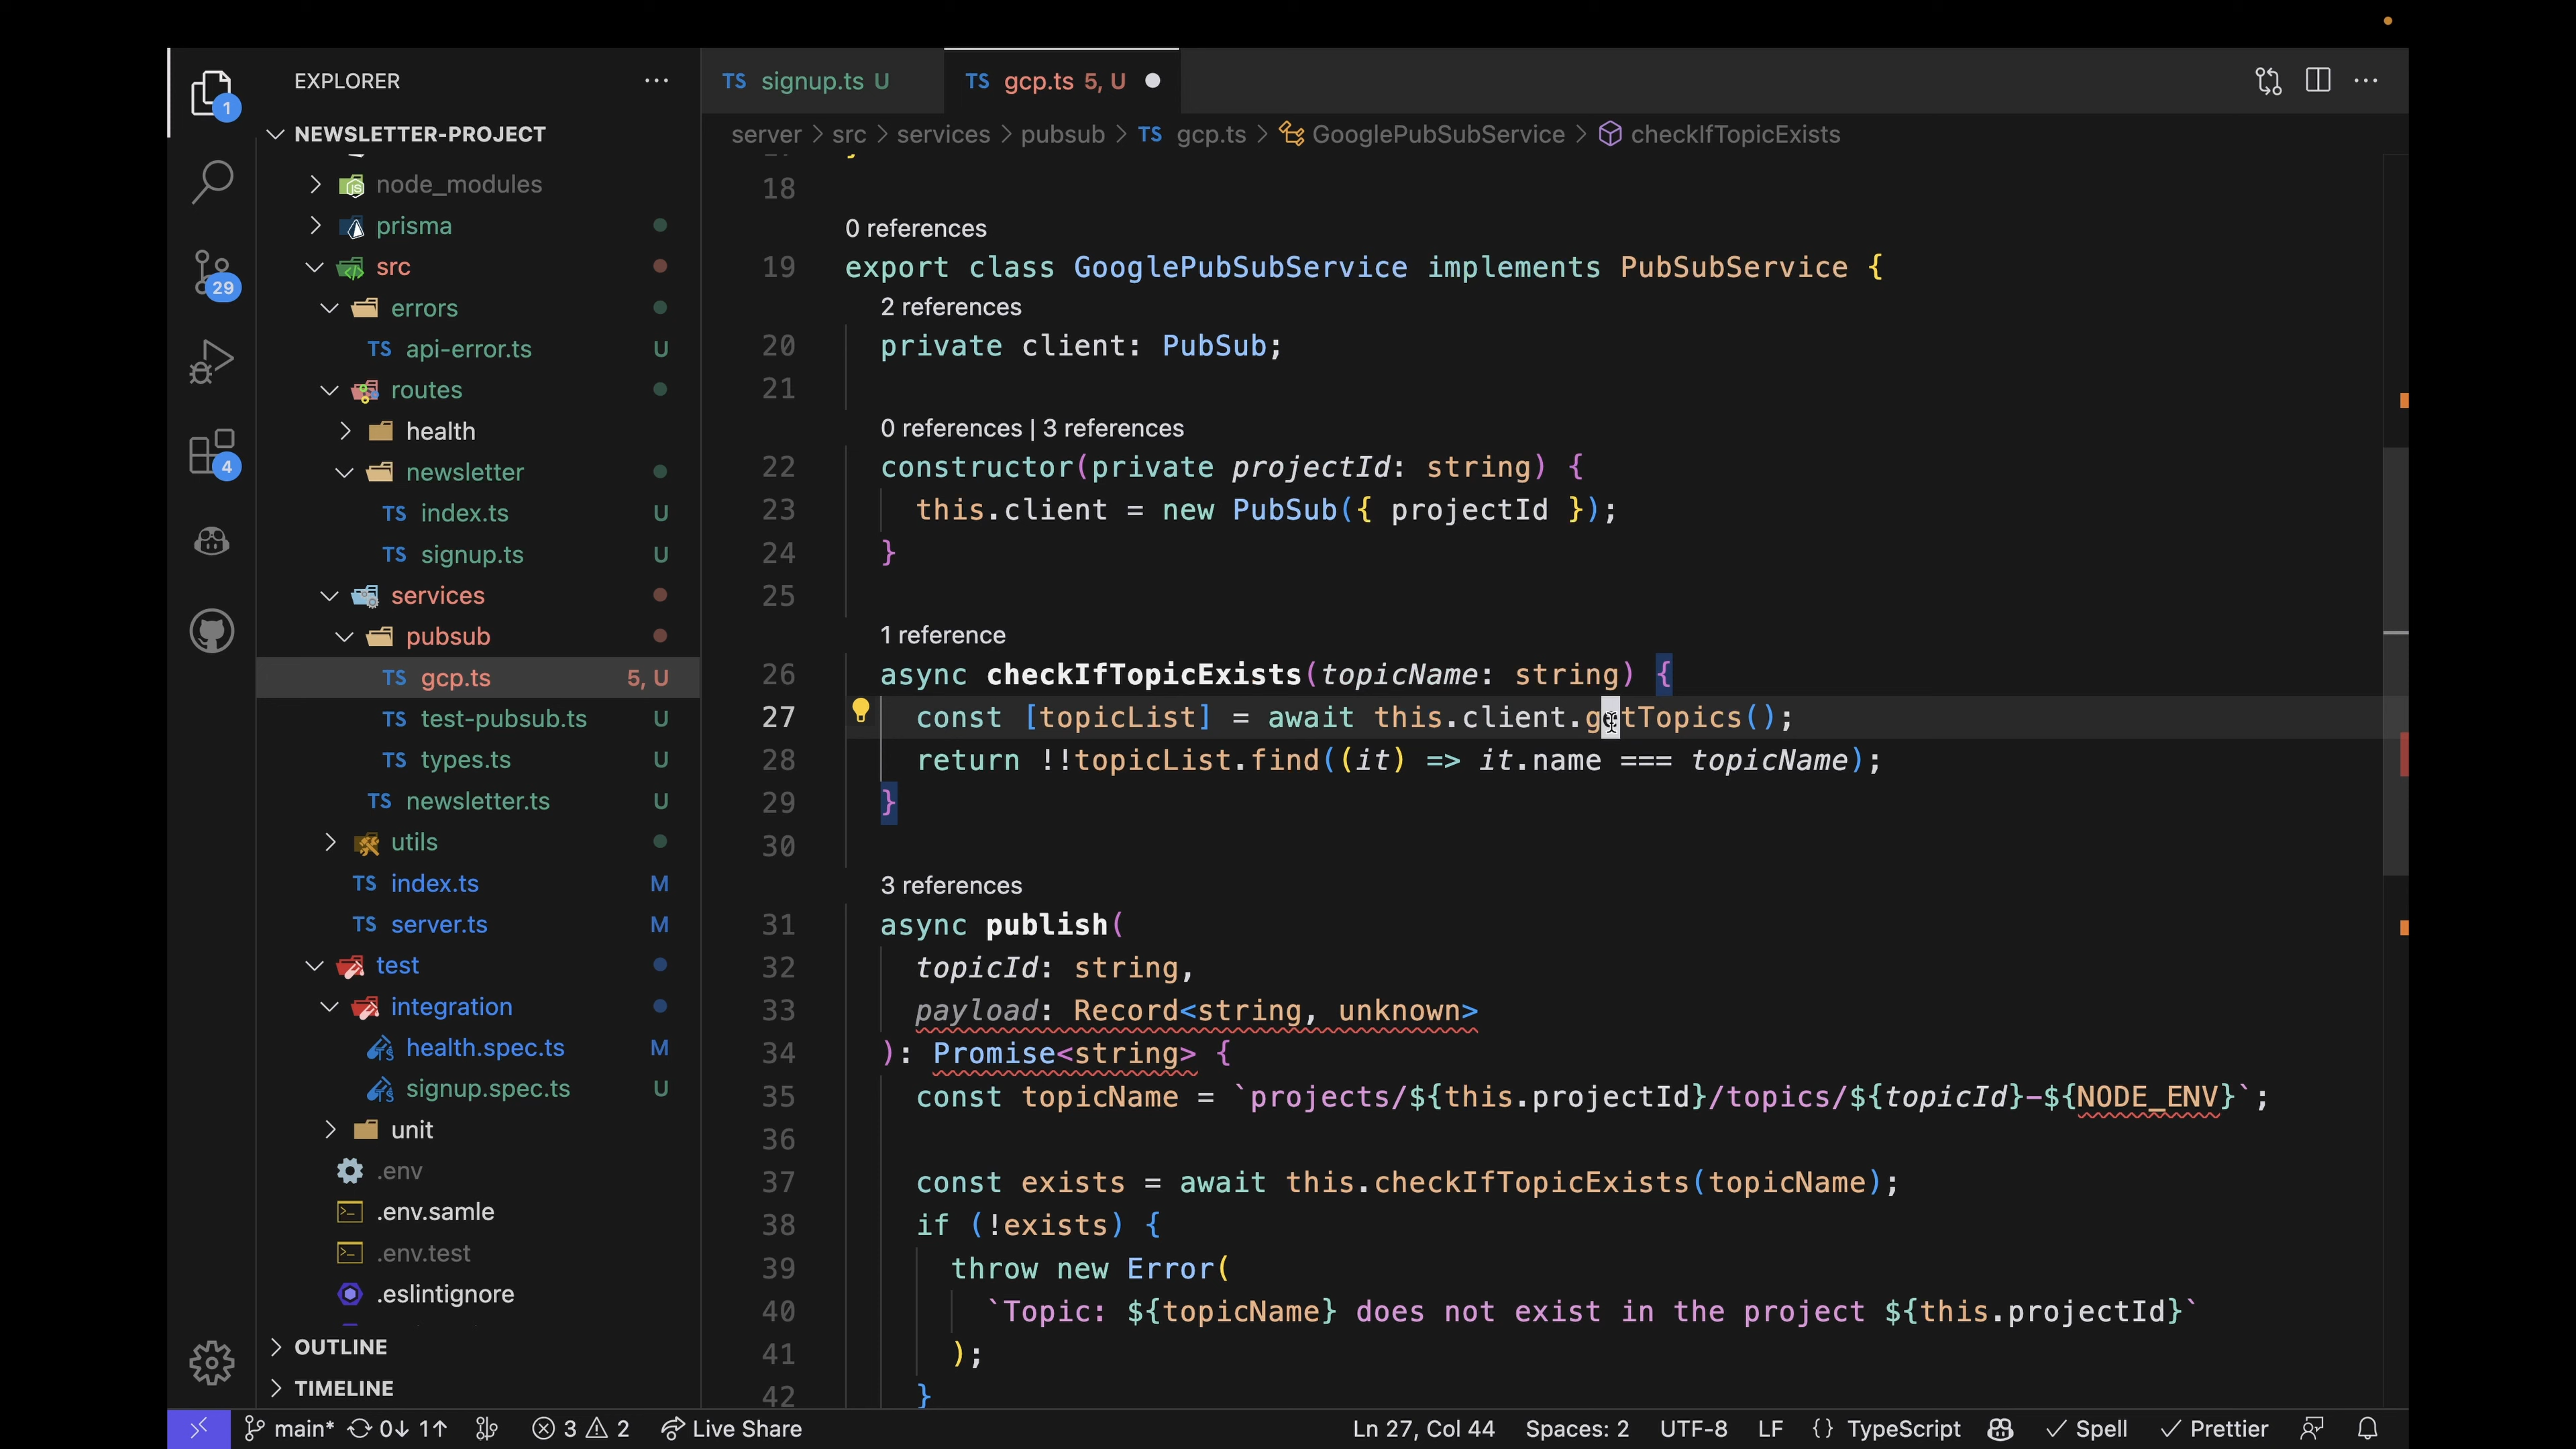 EXPLORER
NEWSLETTER-PROJECT
node_modules
prisma
src
errors
TS api-error.ts U
routes
health
newsletter
TS index.ts U
TS signup.ts U
services
pubsub
TS gcp.ts 5, U
TS test-pubsub.ts U
TS types.ts U
TS newsletter.ts U
utils
TS index.ts M
TS server.ts M
test
integration
health.spec.ts M
signup.spec.ts U
unit
.env
.env.samle
.env.test
.eslintignore
OUTLINE
TIMELINE
1
29
4
TS signup.ts U
TS gcp.ts 5, U
server > src > services > pubsub > TS gcp.ts > GooglePubSubService > checkIfTopicExists
18
0 references
19 export class GooglePubSubService implements PubSubService {
2 references
20 private client: PubSub;
21
0 references | 3 references
22 constructor(private projectId: string) {
23 this.client = new PubSub({ projectId });
24 }
25
1 reference
26 async checkIfTopicExists(topicName: string) {
27 const [topicList] = await this.client.getTopics();
28 return !!topicList.find((it) => it.name === topicName);
29 }
30
3 references
31 async publish(
32 topicId: string,
33 payload: Record<string, unknown>
34 ): Promise<string> {
35 const topicName = `projects/${this.projectId}/topics/${topicId}-${NODE_ENV}`;
36
37 const exists = await this.checkIfTopicExists(topicName);
38 if (!exists) {
39 throw new Error(
40 `Topic: ${topicName} does not exist in the project ${this.projectId}`
41 );
42 }
main* 0↓ 1↑ 3 2 Live Share Ln 27, Col 44 Spaces: 2 UTF-8 LF {} TypeScript Spell Prettier